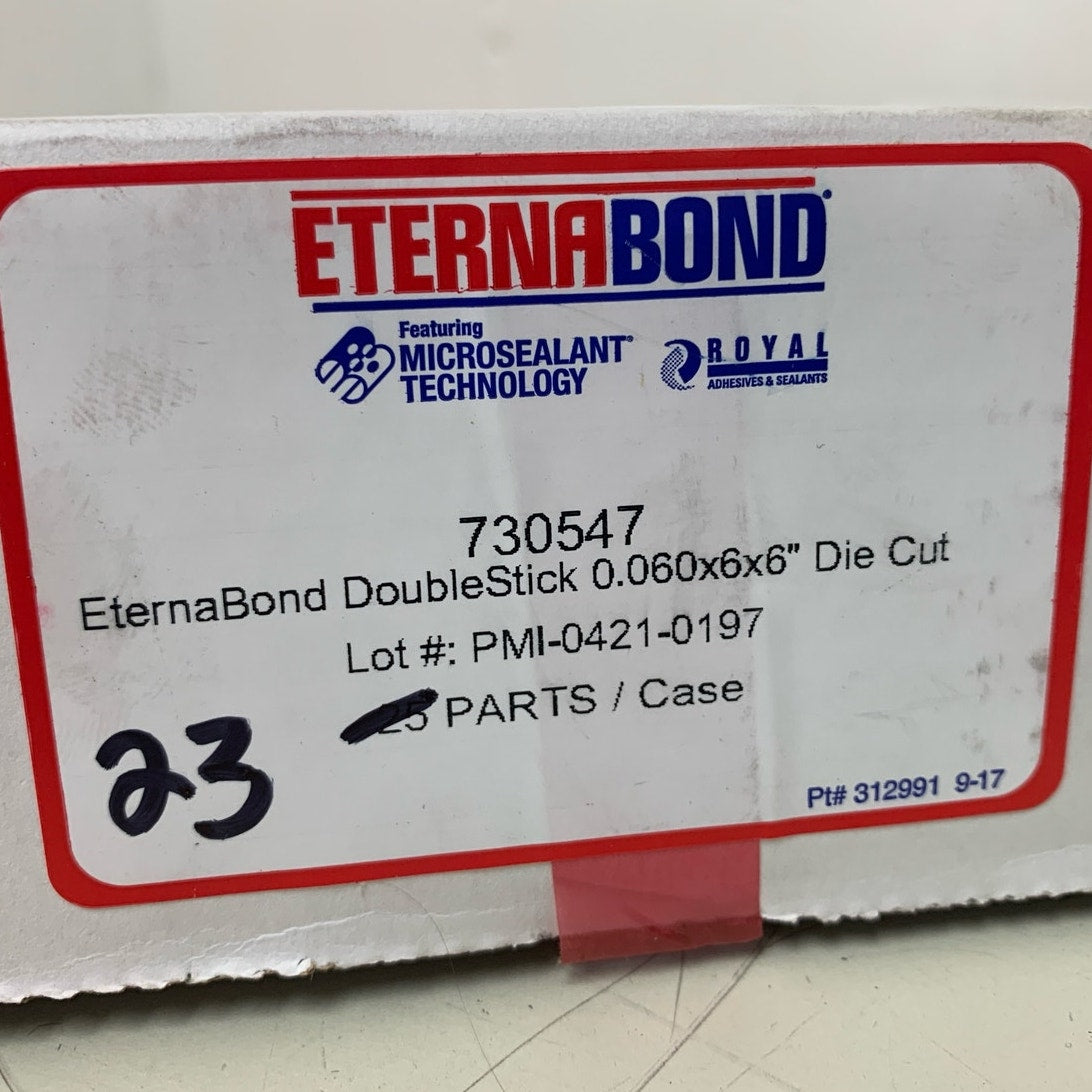 ETERNABOND®
Featuring
MICROSEALANT®
TECHNOLOGY
ROYAL
ADHESIVES & SEALANTS
730547
EternaBond DoubleStick 0.060x6x6" Die Cut
Lot #: PMI-0421-0197
25 PARTS / Case
23
Pt# 312991 9-17